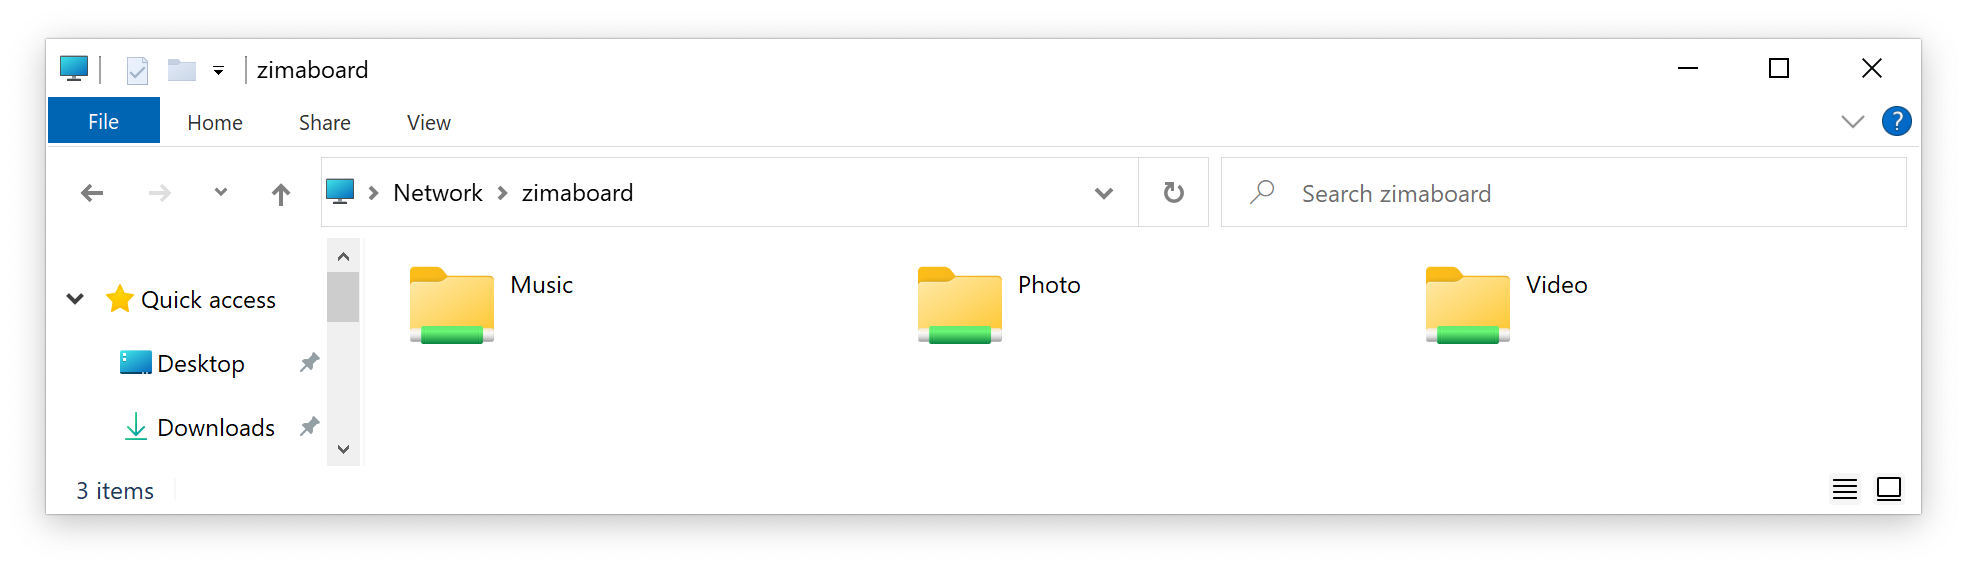 zimaboard
File Home Share View ?
Network zimaboard Search zimaboard
Quick access
Desktop
Downloads
Music Photo Video
3 items